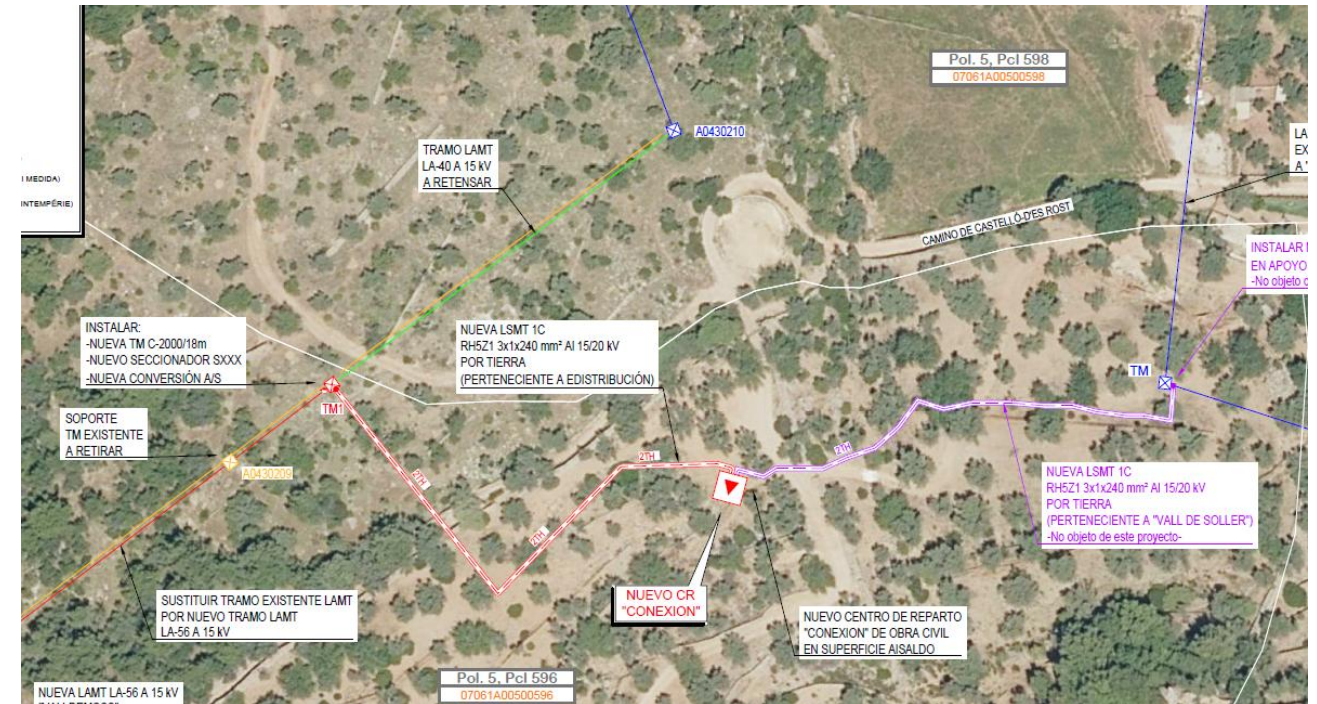 Pol. 5, Pcl 598
07061A00500598
A0430210
TRAMO LAMT
LA-40 A 15 kV
A RETENSAR
LA
EX
A
MEDIDA)
INTEMPÉRIE)
CAMINO DE CASTELLÓ-D'ES ROST
INSTALAR
EN APOYO
-No objeto
INSTALAR:
-NUEVA TM C-2000/18m
-NUEVO SECCIONADOR SXXX
-NUEVA CONVERSIÓN A/S
NUEVA LSMT 1C
RH5Z1 3x1x240 mm² Al 15/20 kV
POR TIERRA
(PERTENECIENTE A EDISTRIBUCIÓN)
TM
TM1
SOPORTE
TM EXISTENTE
A RETIRAR
A0430209
2TH
2TH
2TH
2TH
NUEVA LSMT 1C
RH5Z1 3x1x240 mm² Al 15/20 kV
POR TIERRA
(PERTENECIENTE A "VALL DE SOLLER")
-No objeto de este proyecto-
SUSTITUIR TRAMO EXISTENTE LAMT
POR NUEVO TRAMO LAMT
LA-56 A 15 kV
NUEVO CR
"CONEXION"
NUEVO CENTRO DE REPARTO
"CONEXION" DE OBRA CIVIL
EN SUPERFICIE AISALDO
Pol. 5, Pcl 596
07061A00500596
NUEVA LAMT LA-56 A 15 kV